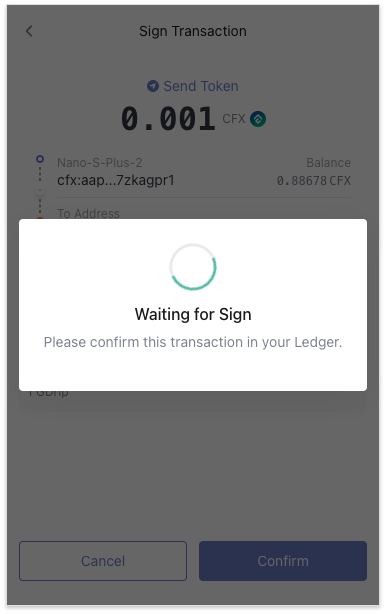 Sign Transaction
Send Token
0.001 CFX
Nano-S-Plus-2 Balance
cfx:aap...7zkagpr1 0.88678 CFX
To Address
Waiting for Sign
Please confirm this transaction in your Ledger.
Cancel Confirm